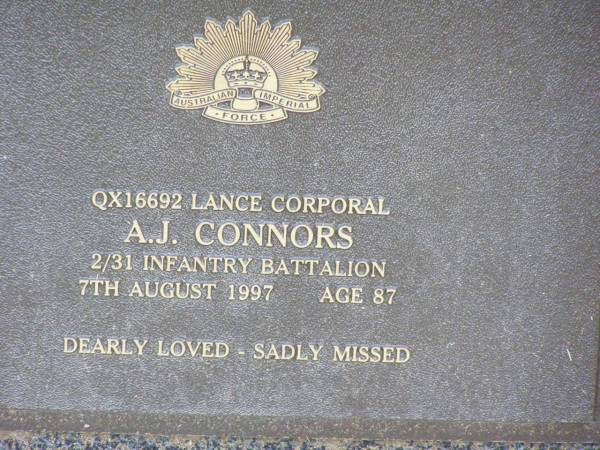 AUSTRALIAN IMPERIAL
· FORCE ·
QX16692 LANCE CORPORAL
A.J. CONNORS
2/31 INFANTRY BATTALION
7TH AUGUST 1997 AGE 87
DEARLY LOVED - SADLY MISSED